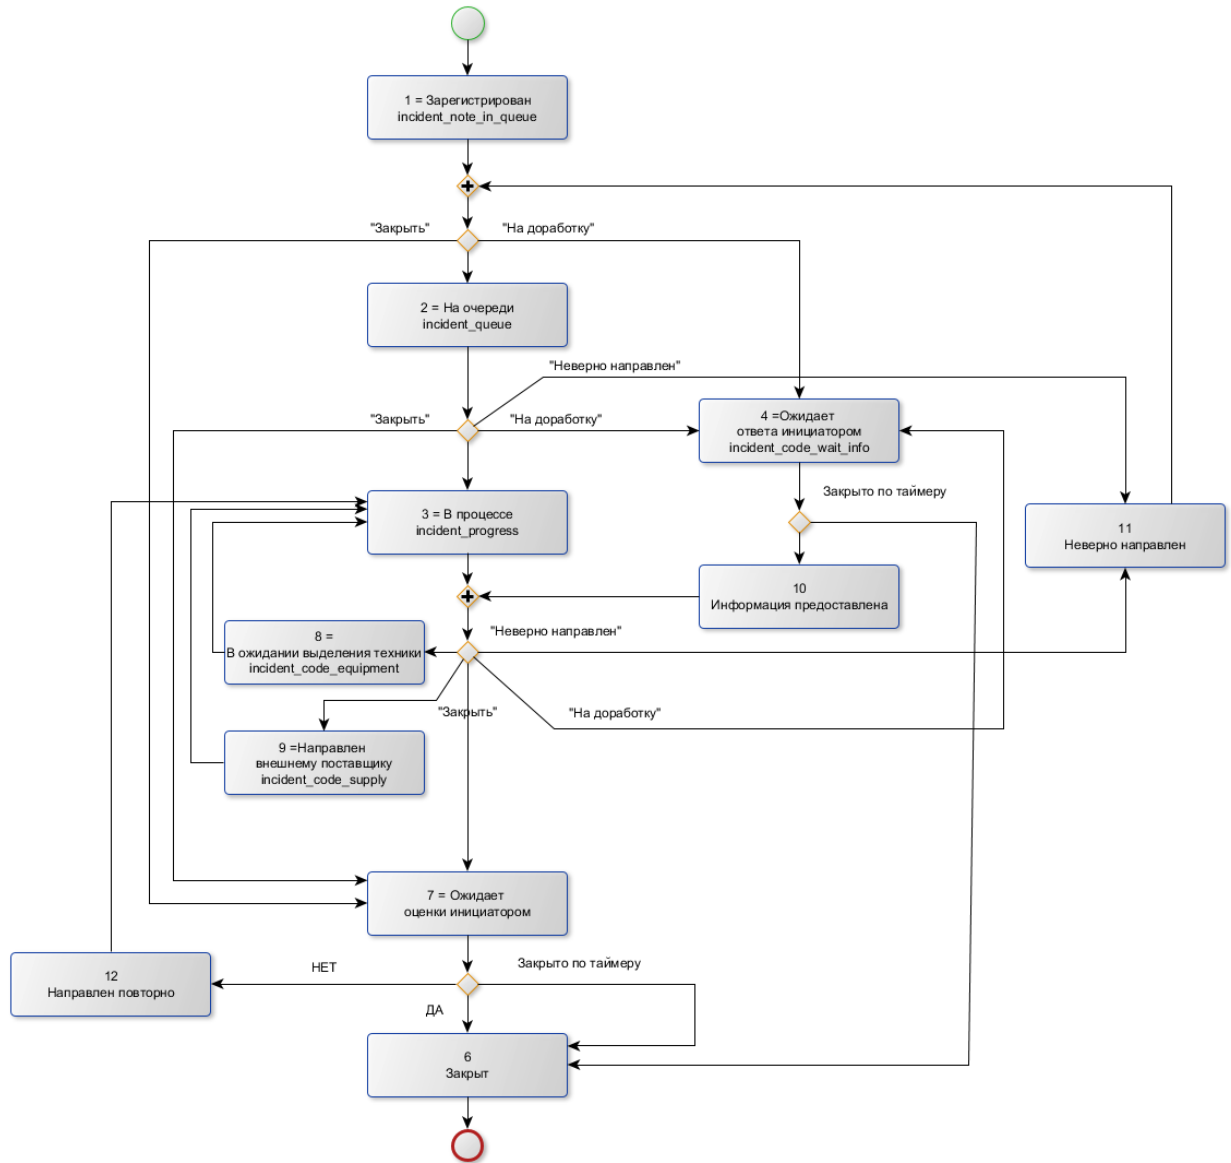 1 = Зарегистрирован
incident_note_in_queue
"Закрыть"
"На доработку"
2 = На очереди
incident_queue
"Неверно направлен"
"Закрыть"
"На доработку"
4 =Ожидает
ответа инициатором
incident_code_wait_info
Закрыто по таймеру
3 = В процессе
incident_progress
11
Неверно направлен
10
Информация предоставлена
"Неверно направлен"
8 =
В ожидании выделения техники
incident_code_equipment
"Закрыть"
"На доработку"
9 =Направлен
внешнему поставщику
incident_code_supply
7 = Ожидает
оценки инициатором
Закрыто по таймеру
НЕТ
12
Направлен повторно
ДА
6
Закрыт